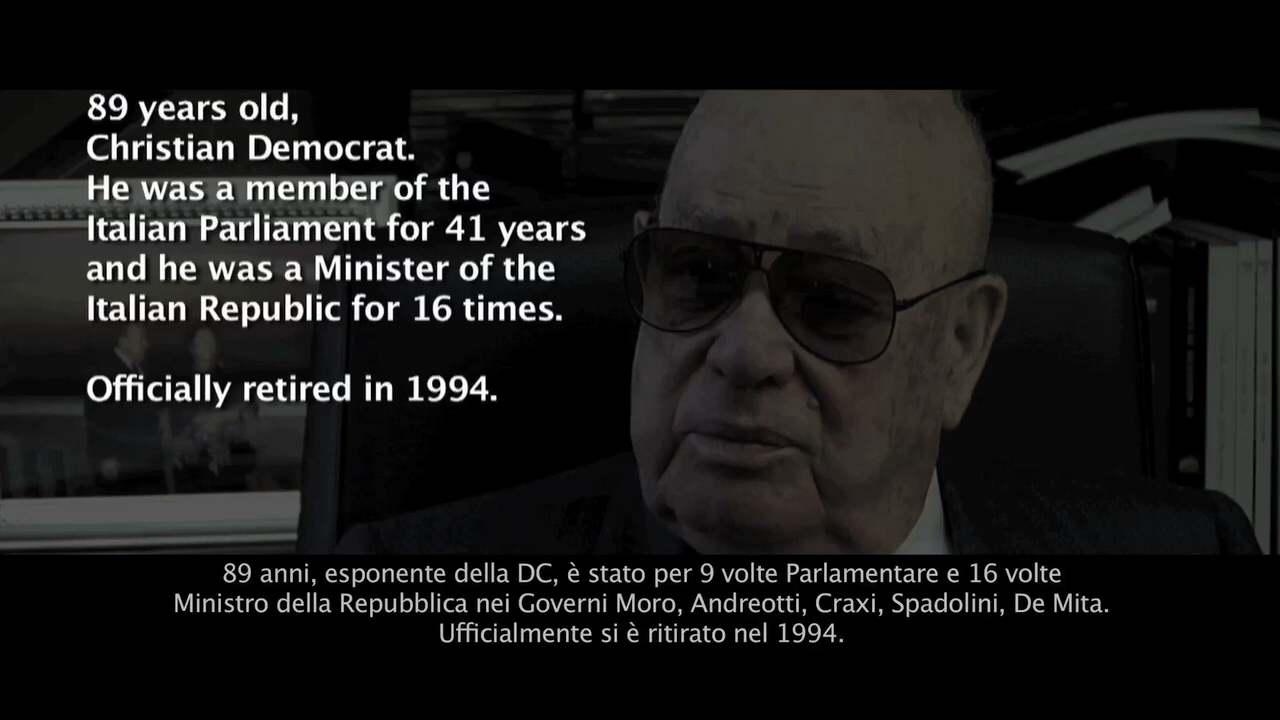 89 years old,
Christian Democrat.
He was a member of the
Italian Parliament for 41 years
and he was a Minister of the
Italian Republic for 16 times.
Officially retired in 1994.
89 anni, esponente della DC, è stato per 9 volte Parlamentare e 16 volte
Ministro della Repubblica nei Governi Moro, Andreotti, Craxi, Spadolini, De Mita.
Ufficialmente si è ritirato nel 1994.